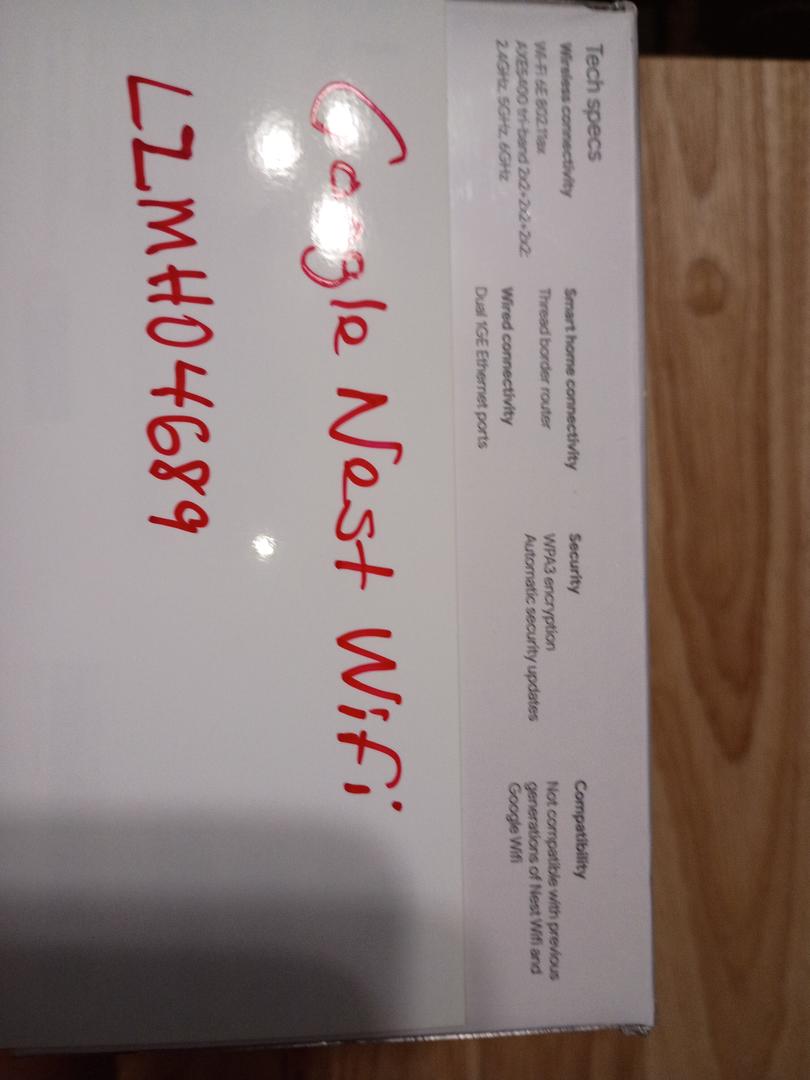 Tech specs
Wireless connectivity
Wi-Fi 6E 802.11ax
AXE5400 tri-band 2x2+2x2+2x2:
2.4GHz, 5GHz, 6GHz
Smart home connectivity
Thread border router
Wired connectivity
Dual 1GE Ethernet ports
Security
WPA3 encryption
Automatic security updates
Compatibility
Not compatible with previous
generations of Nest Wifi and
Google Wifi
Google Nest Wifi
LZMH04689